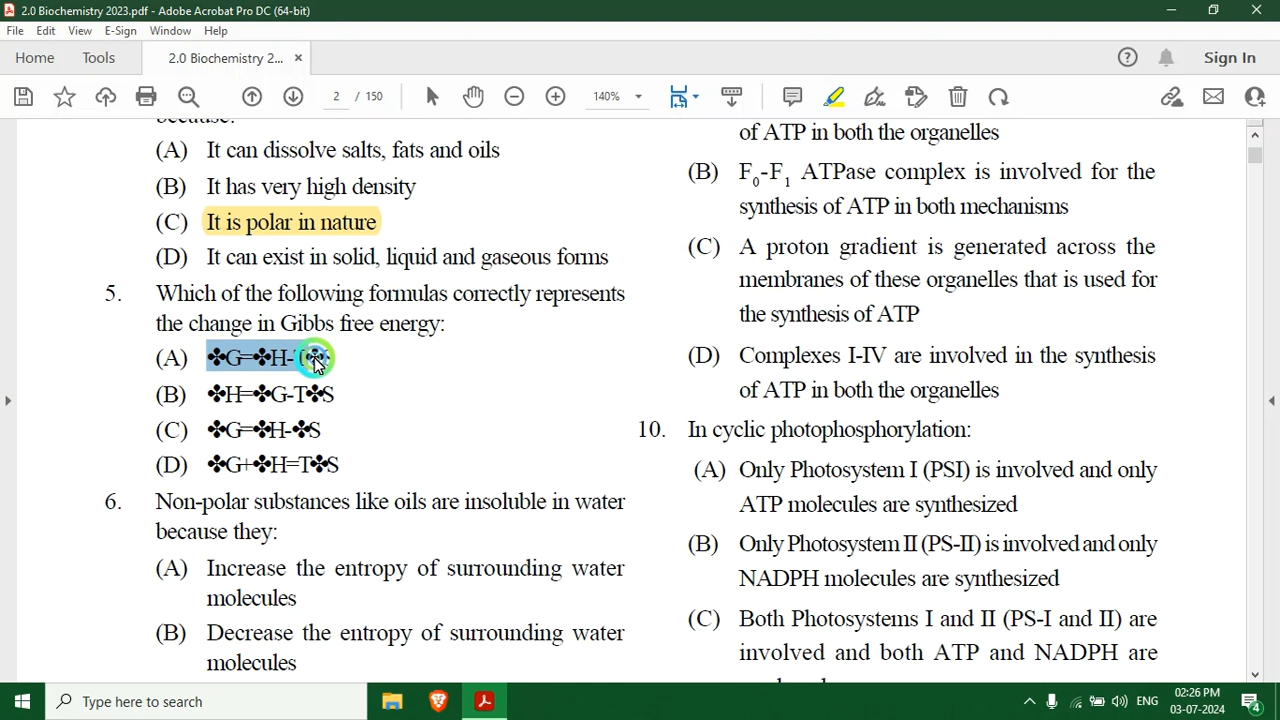 2.0 Biochemistry 2023.pdf - Adobe Acrobat Pro DC (64-bit)
File Edit View E-Sign Window Help
Home Tools 2.0 Biochemistry 2... × Sign In
2 / 150 140%
because:
(A) It can dissolve salts, fats and oils
(B) It has very high density
(C) It is polar in nature
(D) It can exist in solid, liquid and gaseous forms
5. Which of the following formulas correctly represents
the change in Gibbs free energy:
(A) ✤G=✤H-T✤
(B) ✤H=✤G-T✤S
(C) ✤G=✤H-✤S
(D) ✤G+✤H=T✤S
6. Non-polar substances like oils are insoluble in water
because they:
(A) Increase the entropy of surrounding water
molecules
(B) Decrease the entropy of surrounding water
molecules
of ATP in both the organelles
(B) F0-F1 ATPase complex is involved for the
synthesis of ATP in both mechanisms
(C) A proton gradient is generated across the
membranes of these organelles that is used for
the synthesis of ATP
(D) Complexes I-IV are involved in the synthesis
of ATP in both the organelles
10. In cyclic photophosphorylation:
(A) Only Photosystem I (PSI) is involved and only
ATP molecules are synthesized
(B) Only Photosystem II (PS-II) is involved and only
NADPH molecules are synthesized
(C) Both Photosystems I and II (PS-I and II) are
involved and both ATP and NADPH are
Type here to search
ENG
02:26 PM
03-07-2024
4